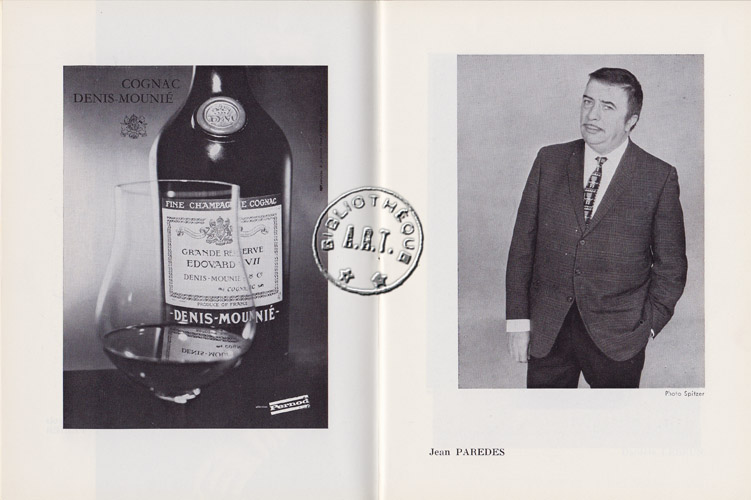 COGNAC
DENIS-MOUNIÉ
FINE CHAMPAGNE COGNAC
GRANDE RESERVE
EDOVARD VII
DENIS-MOUNIÉ & Cº
COGNAC
PRODUCE OF FRANCE
-DENIS-MOUNIÉ-
Pernod
BIBLIOTHÈQUE
A.R.T.
Photo Spitzer
Jean PAREDES